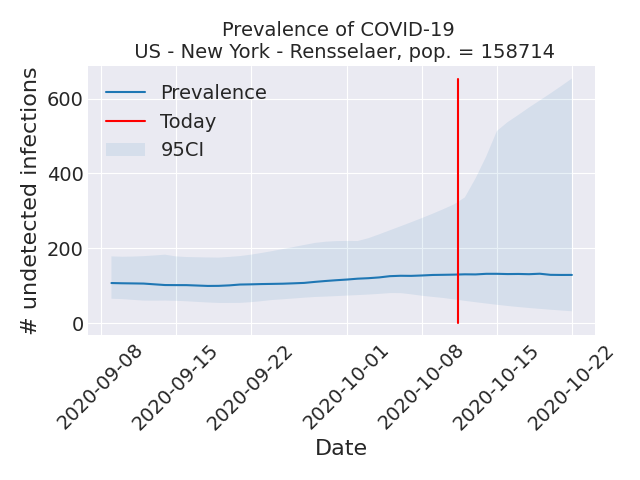 Prevalence of COVID-19
US - New York - Rensselaer, pop. = 158714
Prevalence
Today
95CI
# undetected infections
600
400
200
0
2020-09-08
2020-09-15
2020-09-22
2020-10-01
2020-10-08
2020-10-15
2020-10-22
Date